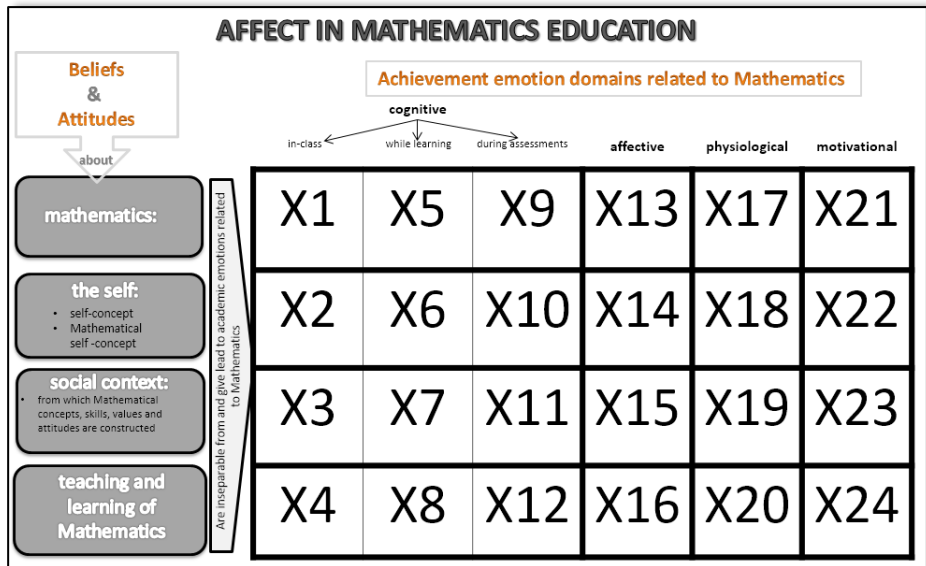 AFFECT IN MATHEMATICS EDUCATION
Beliefs
&
Attitudes
about
Achievement emotion domains related to Mathematics
cognitive
in-class while learning during assessments affective physiological motivational
mathematics:
the self:
• self-concept
• Mathematical
self -concept
social context:
• from which Mathematical
concepts, skills, values and
attitudes are constructed
teaching and
learning of
Mathematics
Are inseparable from and give lead to academic emotions related
to Mathematics
X1 X5 X9 X13 X17 X21
X2 X6 X10 X14 X18 X22
X3 X7 X11 X15 X19 X23
X4 X8 X12 X16 X20 X24